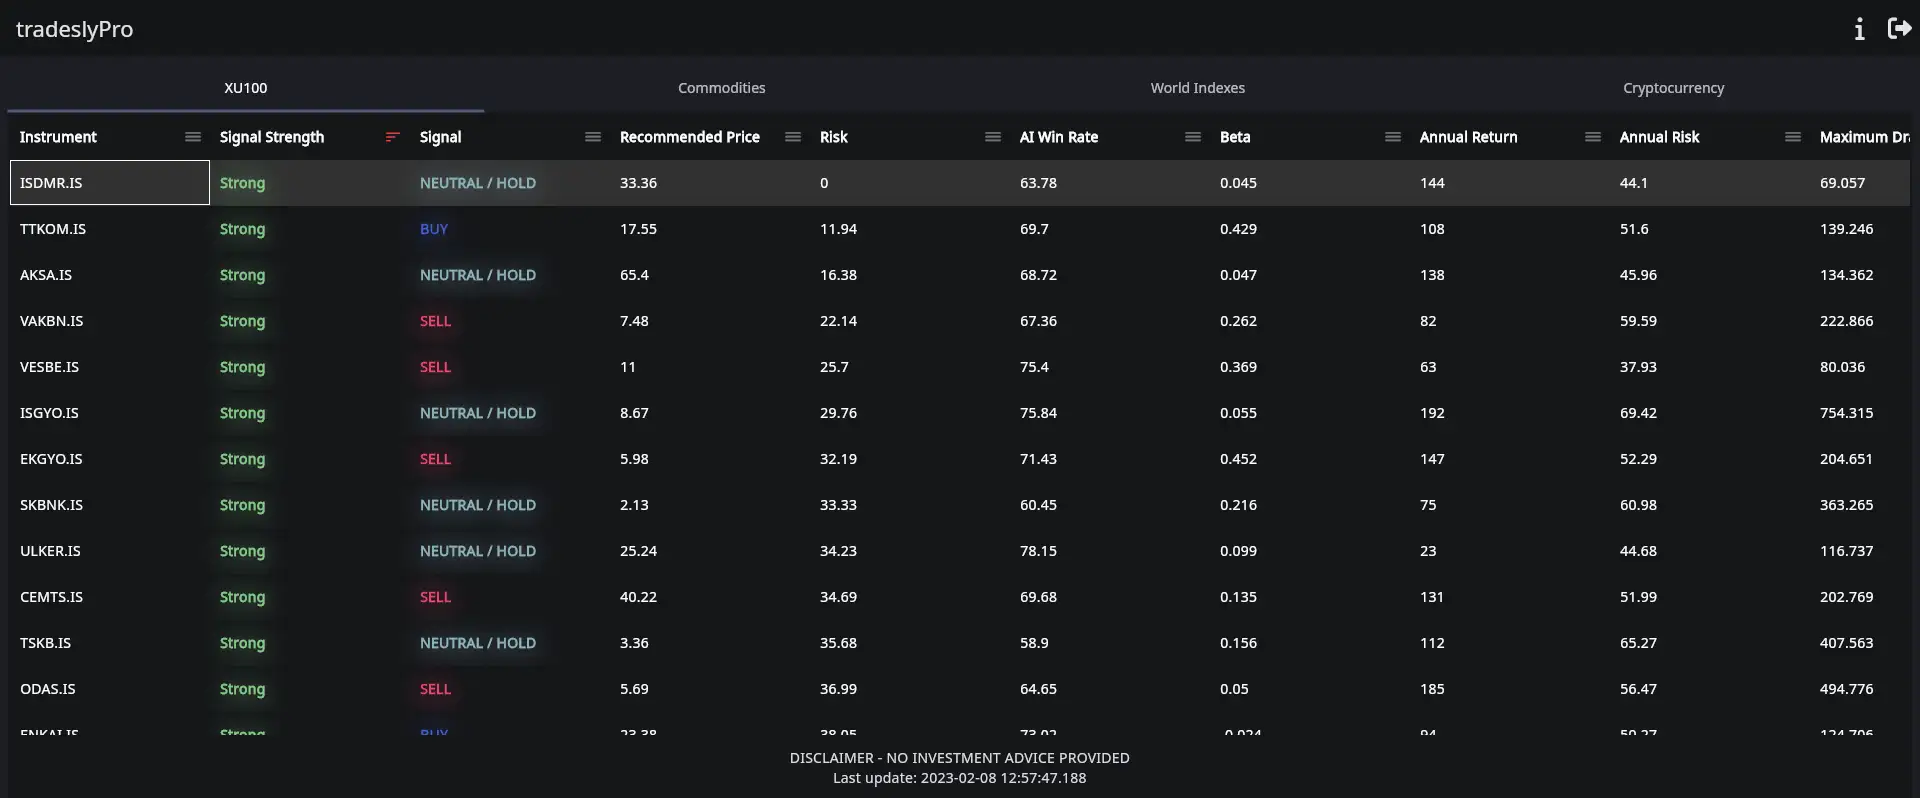 tradeslyPro
XU100 Commodities World Indexes Cryptocurrency
Instrument Signal Strength Signal Recommended Price Risk AI Win Rate Beta Annual Return Annual Risk Maximum
ISDMR.IS Strong NEUTRAL / HOLD 33.36 0 63.78 0.045 144 44.1 69.057
TTKOM.IS Strong BUY 17.55 11.94 69.7 0.429 108 51.6 139.246
AKSA.IS Strong NEUTRAL / HOLD 65.4 16.38 68.72 0.047 138 45.96 134.362
VAKBN.IS Strong SELL 7.48 22.14 67.36 0.262 82 59.59 222.866
VESBE.IS Strong SELL 11 25.7 75.4 0.369 63 37.93 80.036
ISGYO.IS Strong NEUTRAL / HOLD 8.67 29.76 75.84 0.055 192 69.42 754.315
EKGYO.IS Strong SELL 5.98 32.19 71.43 0.452 147 52.29 204.651
SKBNK.IS Strong NEUTRAL / HOLD 2.13 33.33 60.45 0.216 75 60.98 363.265
ULKER.IS Strong NEUTRAL / HOLD 25.24 34.23 78.15 0.099 23 44.68 116.737
CEMTS.IS Strong SELL 40.22 34.69 69.68 0.135 131 51.99 202.769
TSKB.IS Strong NEUTRAL / HOLD 3.36 35.68 58.9 0.156 112 65.27 407.563
ODAS.IS Strong SELL 5.69 36.99 64.65 0.05 185 56.47 494.776
ENKAI.IS Strong BUY
DISCLAIMER - NO INVESTMENT ADVICE PROVIDED
Last update: 2023-02-08 12:57:47.188